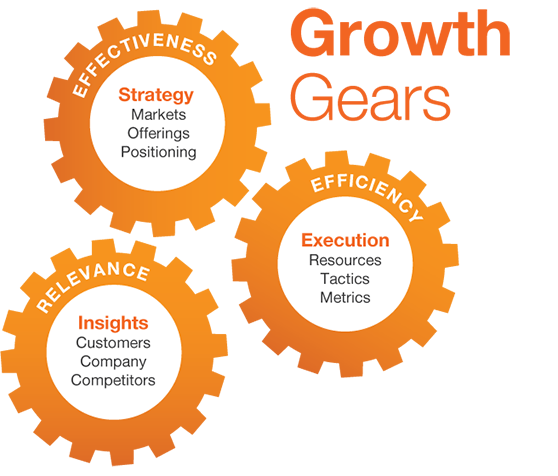 Growth
Gears
EFFECTIVENESS
Strategy
Markets
Offerings
Positioning
EFFICIENCY
Execution
Resources
Tactics
Metrics
RELEVANCE
Insights
Customers
Company
Competitors